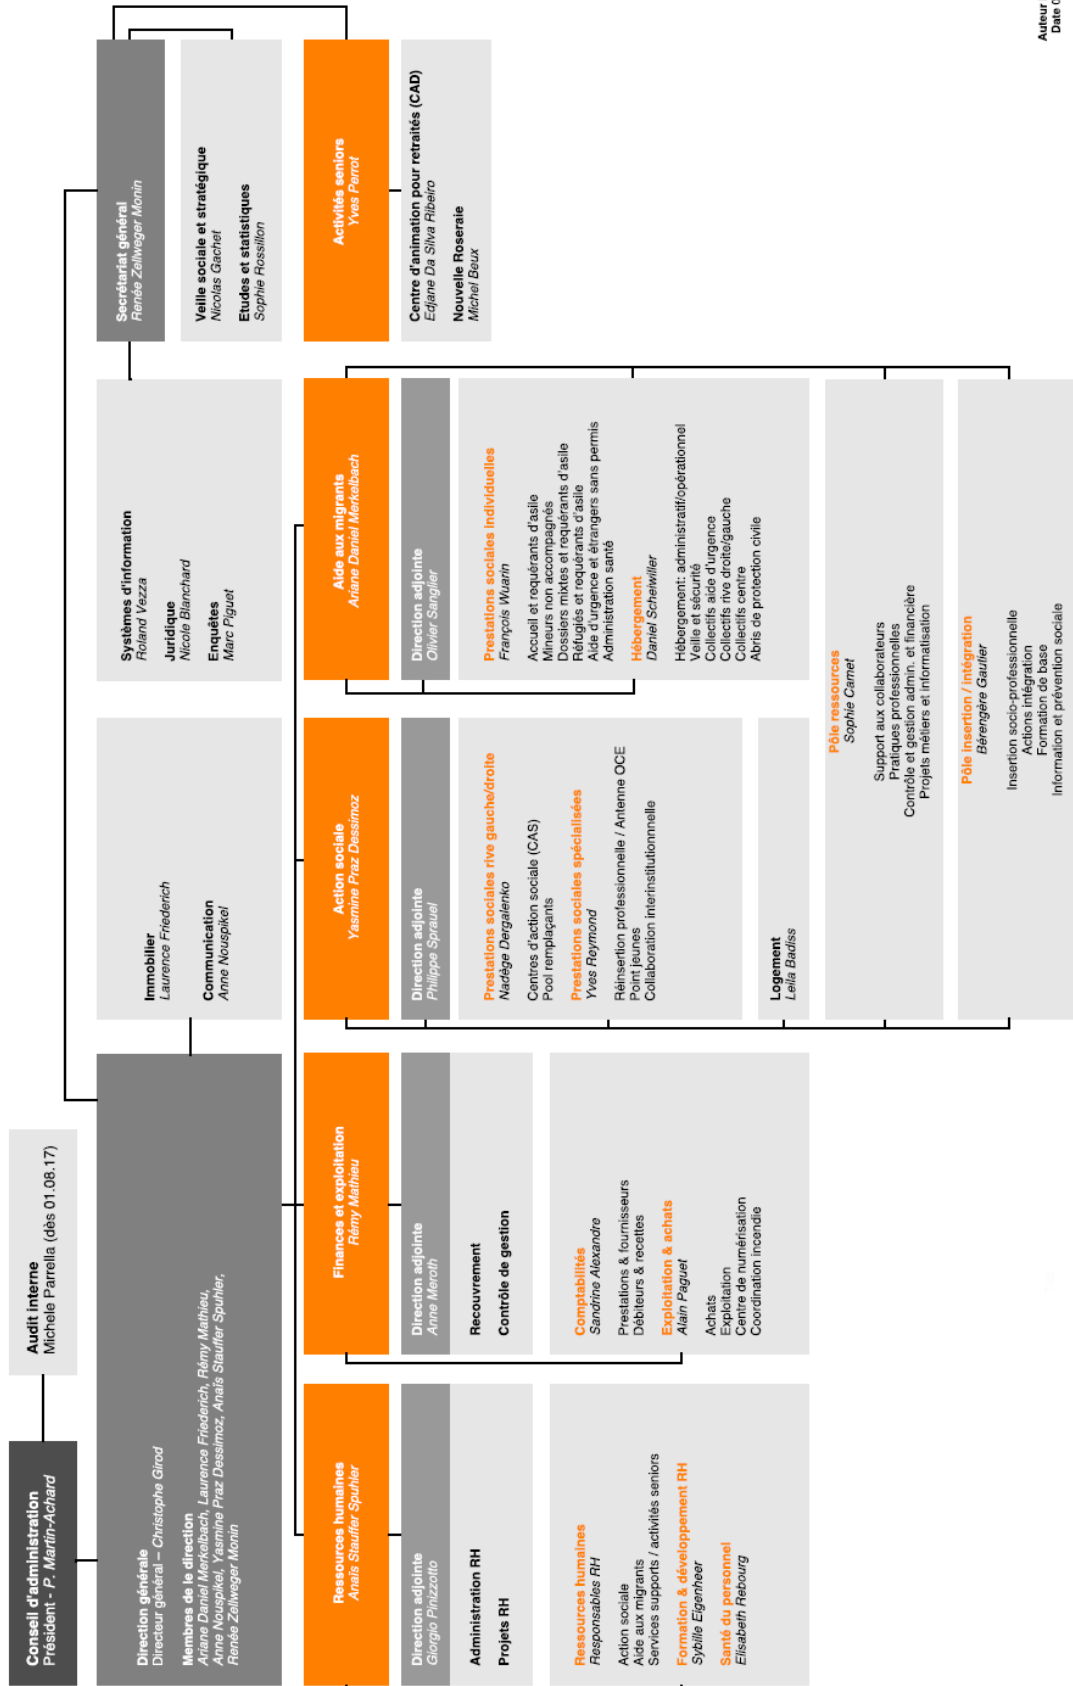 Conseil d'administration
Président - P. Martin-Achard
Audit interne
Michele Parrella (dès 01.08.17)
Direction générale
Directeur général – Christophe Girod
Membres de le direction
Ariane Daniel Merkelbach, Laurence Friederich, Rémy Mathieu,
Anne Nouspikel, Yasmine Praz Dessimoz, Anaïs Stauffer Spuhler,
Renée Zellweger Monin
Immobilier
Laurence Friederich
Communication
Anne Nouspikel
Systèmes d'information
Roland Vezza
Juridique
Nicole Blanchard
Enquêtes
Marc Piguet
Secrétariat général
Renée Zellweger Monin
Veille sociale et stratégique
Nicolas Gachet
Etudes et statistiques
Sophie Rossillon
Ressources humaines
Anaïs Stauffer Spuhler
Direction adjointe
Giorgio Pinizzotto
Administration RH
Projets RH
Ressources humaines
Responsables RH
Action sociale
Aide aux migrants
Services supports / activités seniors
Formation & développement RH
Sybille Eigenheer
Santé du personnel
Elisabeth Rebourg
Finances et exploitation
Rémy Mathieu
Direction adjointe
Anne Meroth
Recouvrement
Contrôle de gestion
Comptabilités
Sandrine Alexandre
Prestations & fournisseurs
Débiteurs & recettes
Exploitation & achats
Alain Paguet
Achats
Exploitation
Centre de numérisation
Coordination incendie
Action sociale
Yasmine Praz Dessimoz
Direction adjointe
Philippe Sprauel
Prestations sociales rive gauche/droite
Nadège Dergalenko
Centres d'action sociale (CAS)
Pool remplaçants
Prestations sociales spécialisées
Yves Reymond
Réinsertion professionnelle / Antenne OCE
Point jeunes
Collaboration interinstitutionnnelle
Logement
Leila Badiss
Aide aux migrants
Ariane Daniel Merkelbach
Direction adjointe
Olivier Sanglier
Prestations sociales individuelles
François Wuarin
Accueil et requérants d'asile
Mineurs non accompagnés
Dossiers mixtes et requérants d'asile
Réfugiés et requérants d'asile
Aide d'urgence et étrangers sans permis
Administration santé
Hébergement
Daniel Scheiwiller
Hébergement: administratif/opérationnel
Veille et sécurité
Collectifs aide d'urgence
Collectifs rive droite/gauche
Collectifs centre
Abris de protection civile
Pôle ressources
Sophie Camet
Support aux collaborateurs
Pratiques professionnelles
Contrôle et gestion admin. et financière
Projets métiers et informatisation
Pôle insertion / intégration
Bérengère Gautier
Insertion socio-professionnelle
Actions intégration
Formation de base
Information et prévention sociale
Activités seniors
Yves Perrot
Centre d'animation pour retraités (CAD)
Edjane Da Silva Ribeiro
Nouvelle Roseraie
Michel Beux
Auteur
Date 0